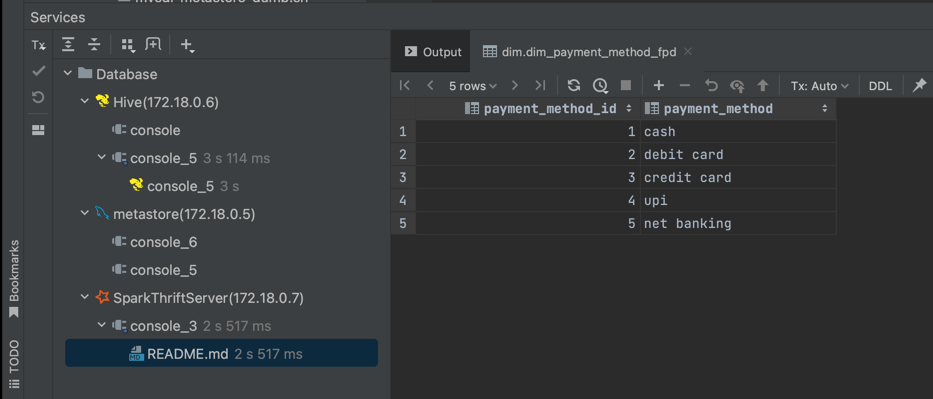 Services
Tx
Database
Hive(172.18.0.6)
console
console_5 3 s 114 ms
console_5 3 s
metastore(172.18.0.5)
console_6
console_5
SparkThriftServer(172.18.0.7)
console_3 2 s 517 ms
README.md 2 s 517 ms
Bookmarks
TODO
Output dim.dim_payment_method_fpd
5 rows Tx: Auto DDL
payment_method_id payment_method
1 1 cash
2 2 debit card
3 3 credit card
4 4 upi
5 5 net banking